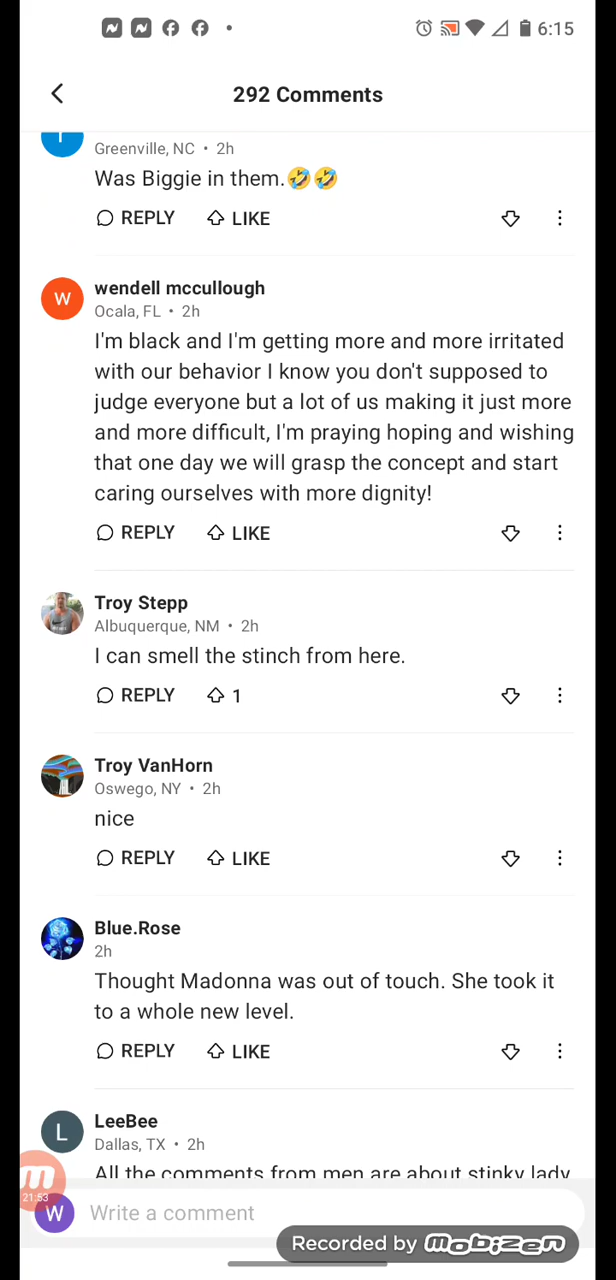 6:15
292 Comments
Greenville, NC • 2h
Was Biggie in them.🤣🤣
REPLY LIKE
W
wendell mccullough
Ocala, FL • 2h
I'm black and I'm getting more and more irritated
with our behavior I know you don't supposed to
judge everyone but a lot of us making it just more
and more difficult, I'm praying hoping and wishing
that one day we will grasp the concept and start
caring ourselves with more dignity!
REPLY LIKE
Troy Stepp
Albuquerque, NM • 2h
I can smell the stinch from here.
REPLY 1
Troy VanHorn
Oswego, NY • 2h
nice
REPLY LIKE
Blue.Rose
2h
Thought Madonna was out of touch. She took it
to a whole new level.
REPLY LIKE
L
LeeBee
Dallas, TX • 2h
All the comments from men are about stinky lady
m
21:53
W
Write a comment
Recorded by mobizen